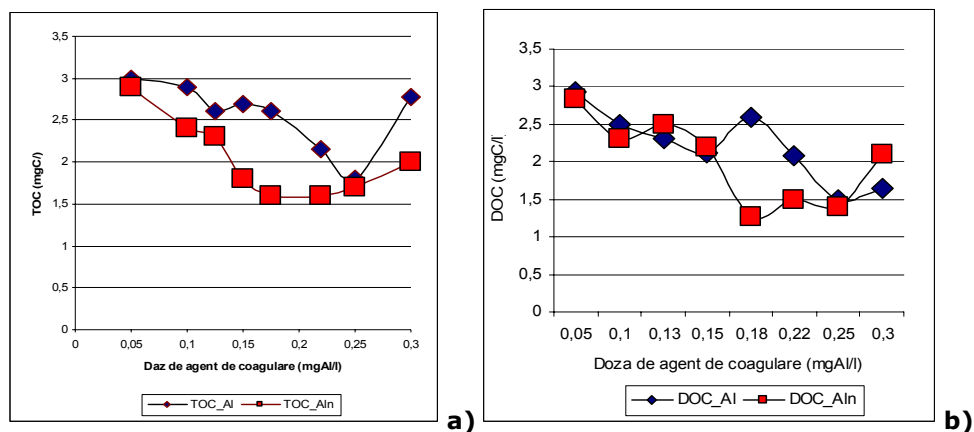 3,5
3
2,5
2
1,5
1
0,5
0
TOC (mgC/)
0 0,05 0,1 0,15 0,2 0,25 0,3
Daz de agent de coagulare (mgAl/l)
TOC_Al TOC_Aln
a)
3,5
3
2,5
2
1,5
1
0,5
0
DOC (mgC/l
0,05 0,1 0,13 0,15 0,18 0,22 0,25 0,3
Doza de agent de coagulare (mgAl/l)
DOC_Al DOC_Aln
b)